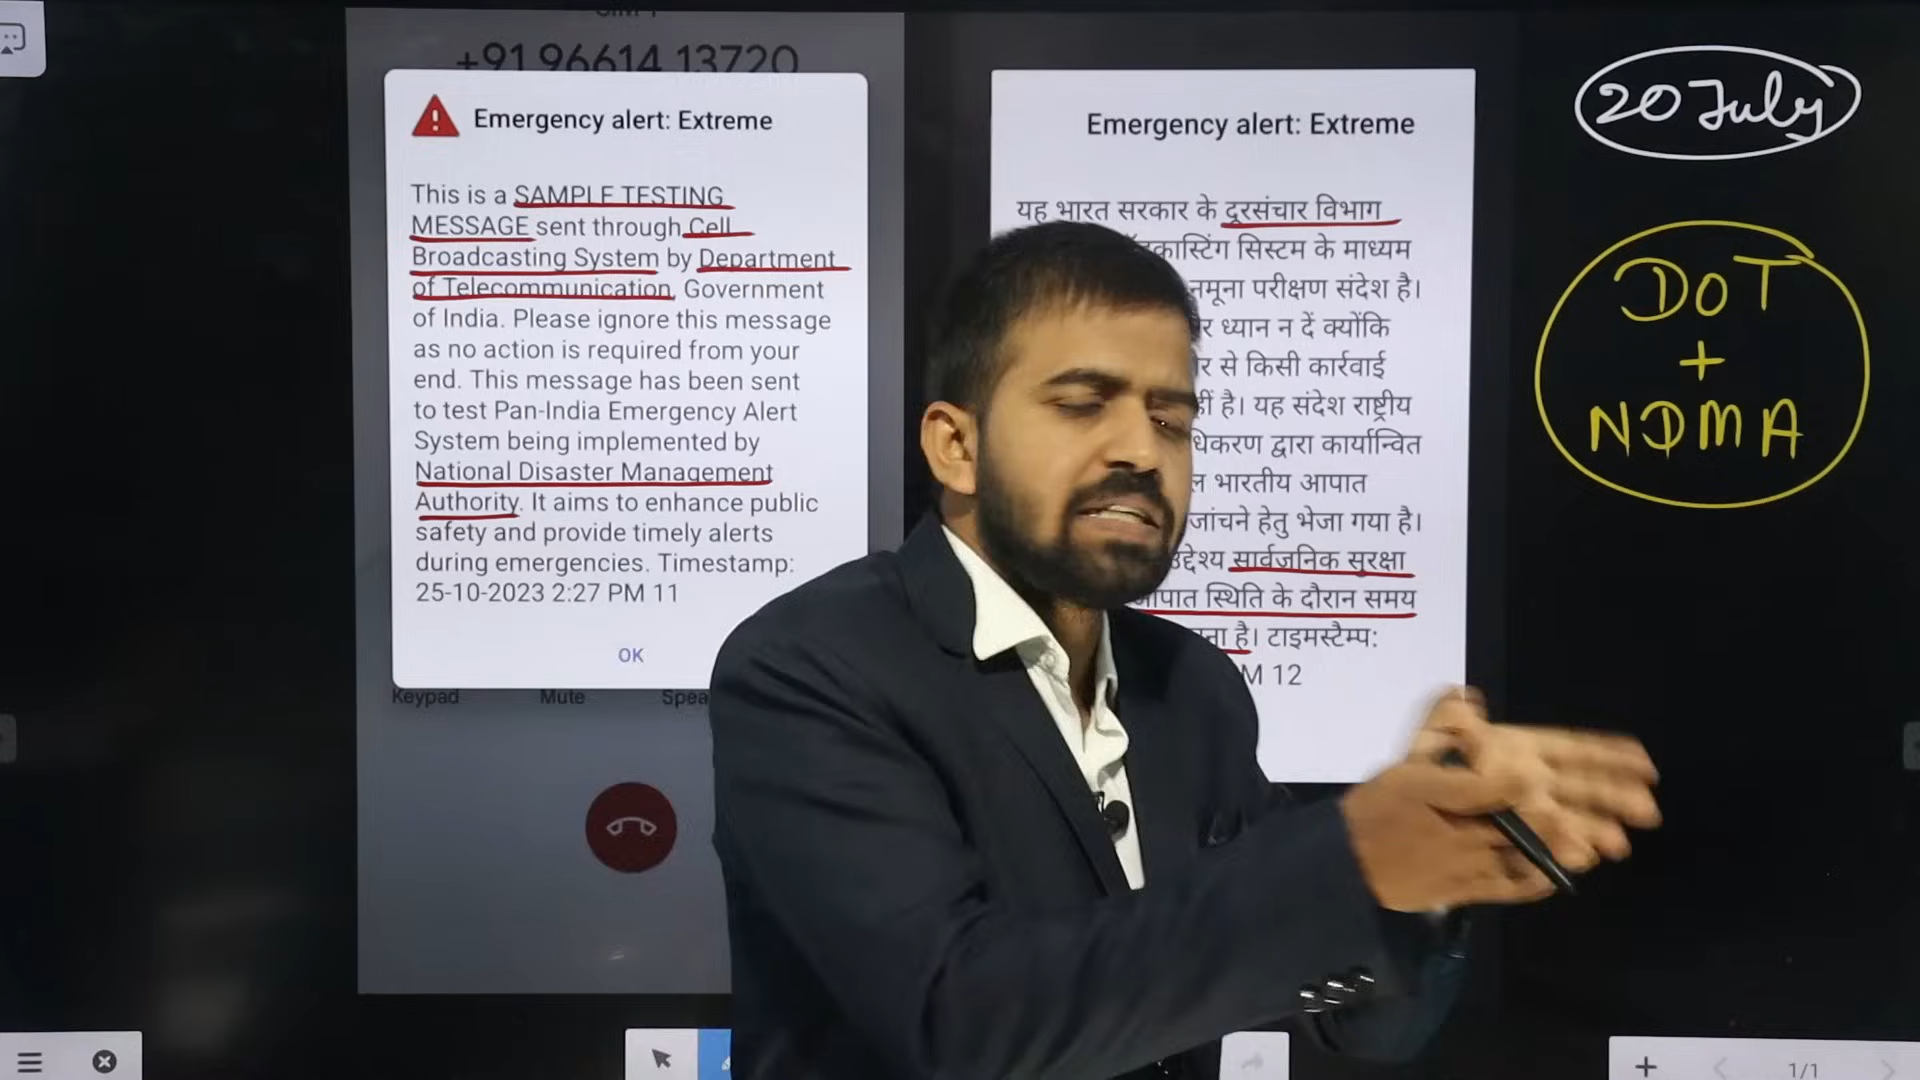 +91 96614 13720
Emergency alert: Extreme
This is a SAMPLE TESTING
MESSAGE sent through Cell
Broadcasting System by Department
of Telecommunication, Government
of India. Please ignore this message
as no action is required from your
end. This message has been sent
to test Pan-India Emergency Alert
System being implemented by
National Disaster Management
Authority. It aims to enhance public
safety and provide timely alerts
during emergencies. Timestamp:
25-10-2023 2:27 PM 11
OK
Keypad Mute
Emergency alert: Extreme
यह भारत सरकार के दूरसंचार विभाग
सिस्टम के माध्यम
नमूना परीक्षण संदेश है।
ध्यान न दें क्योंकि
से किसी कार्रवाई
है। यह संदेश राष्ट्रीय
द्वारा कार्यान्वित
भारतीय आपात
जांचने हेतु भेजा गया है।
सार्वजनिक सुरक्षा
स्थिति के दौरान समय
है। टाइमस्टैम्प:
12
20 July
DOT
+
NDMA
1/1